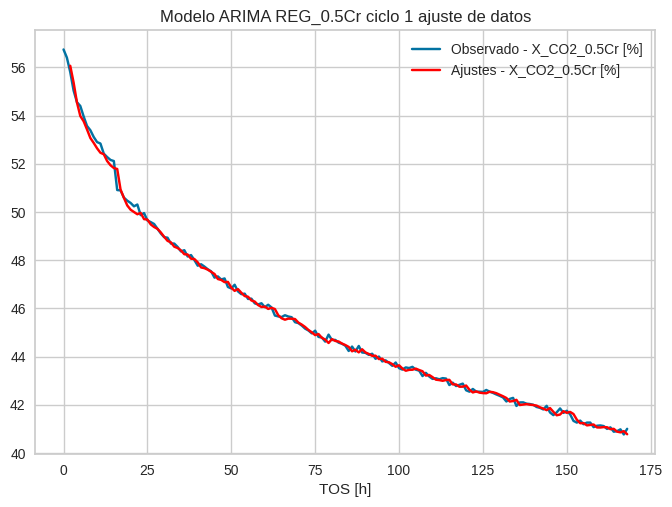 Modelo ARIMA REG_0.5Cr ciclo 1 ajuste de datos
Observado - X_CO2_0.5Cr [%]
Ajustes - X_CO2_0.5Cr [%]
56
54
52
50
48
46
44
42
40
0 25 50 75 100 125 150 175
TOS [h]